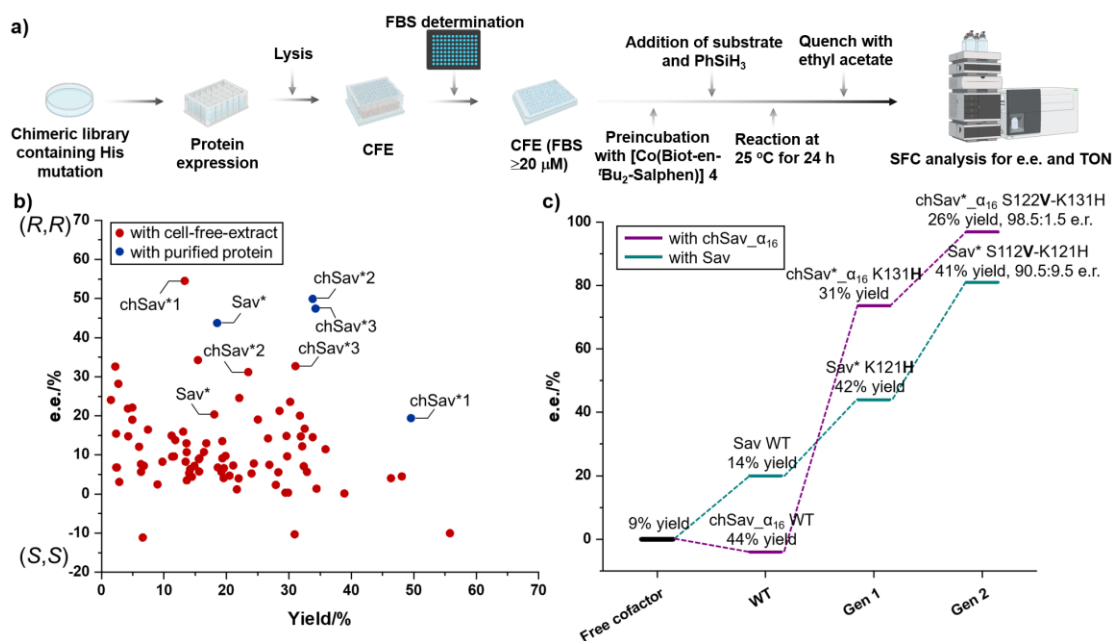 a)
FBS determination
Lysis
Addition of substrate
and PhSiH₃
Quench with
ethyl acetate
Chimeric library
containing His
mutation
Protein
expression
CFE
CFE (FBS
≥20 μM)
Preincubation
with [Co(Biot-en-
ᵗBu₂-Salphen)] 4
Reaction at
25 °C for 24 h
SFC analysis for e.e. and TON
b)
(R,R)
70
60
50
40
30
20
10
0
-10
-20
(S,S)
e.e./%
with cell-free-extract
with purified protein
chSav*1
Sav*
chSav*2
chSav*3
chSav*2
chSav*3
Sav*
chSav*1
0 10 20 30 40 50 60 70
Yield/%
c)
100
80
60
40
20
0
e.e./%
with chSav_α₁₆
with Sav
chSav*_α₁₆ S122V-K131H
26% yield, 98.5:1.5 e.r.
Sav* S112V-K121H
41% yield, 90.5:9.5 e.r.
chSav*_α₁₆ K131H
31% yield
Sav* K121H
42% yield
Sav WT
14% yield
9% yield
chSav_α₁₆ WT
44% yield
Free cofactor
WT
Gen 1
Gen 2